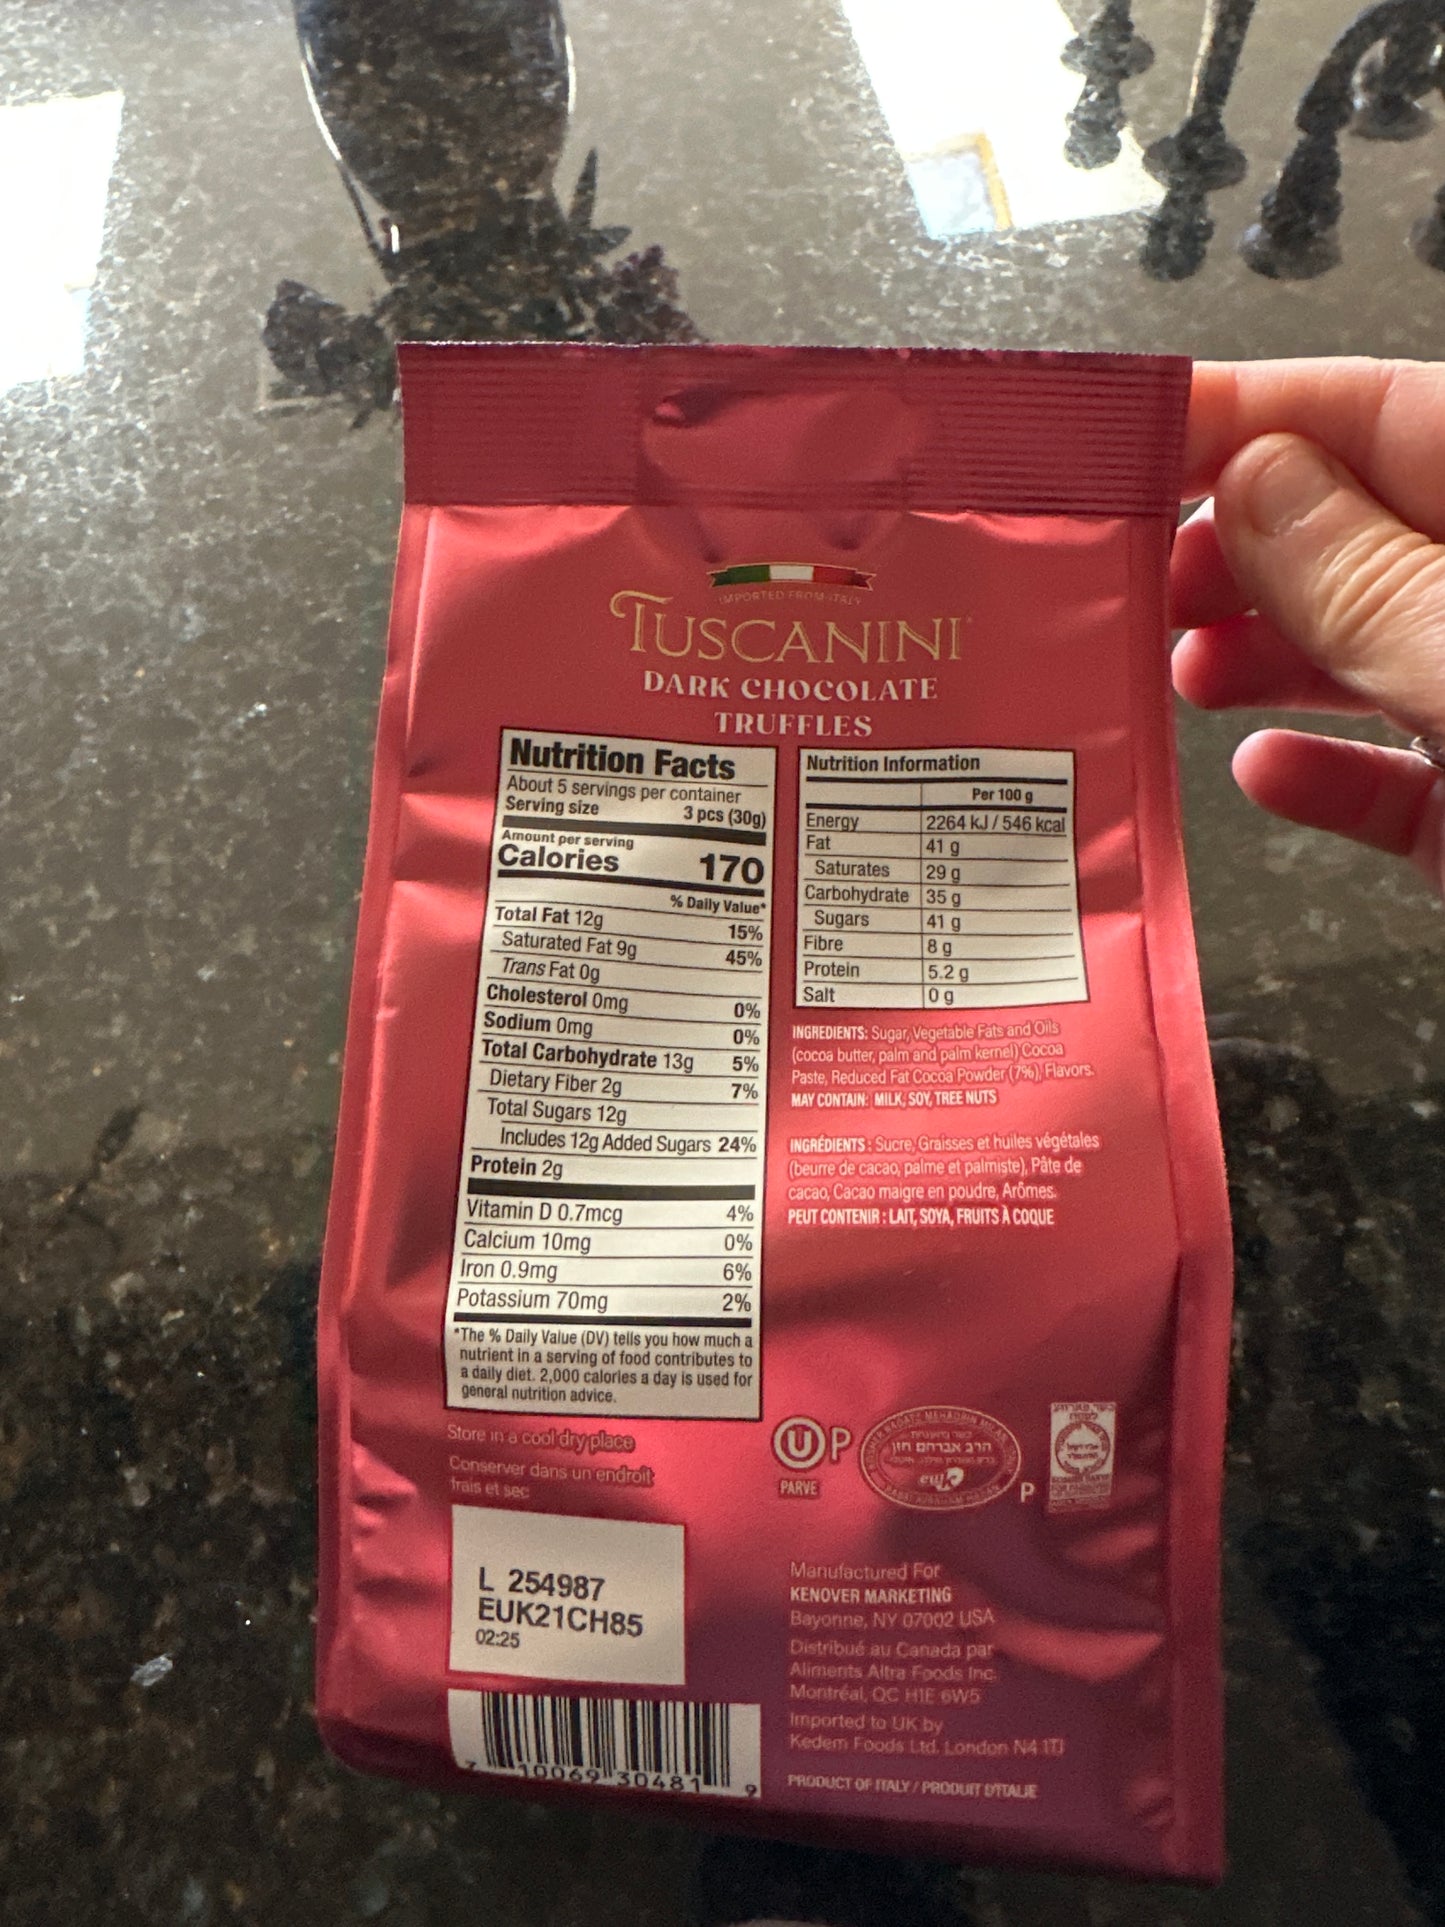 IMPORTED FROM ITALY
TUSCANINI
DARK CHOCOLATE
TRUFFLES
Nutrition Facts
About 5 servings per container
Serving size 3 pcs (30g)
Amount per serving
Calories 170
% Daily Value*
Total Fat 12g 15%
Saturated Fat 9g 45%
Trans Fat 0g
Cholesterol 0mg 0%
Sodium 0mg 0%
Total Carbohydrate 13g 5%
Dietary Fiber 2g 7%
Total Sugars 12g
Includes 12g Added Sugars 24%
Protein 2g
Vitamin D 0.7mcg 4%
Calcium 10mg 0%
Iron 0.9mg 6%
Potassium 70mg 2%
*The % Daily Value (DV) tells you how much a
nutrient in a serving of food contributes to
a daily diet. 2,000 calories a day is used for
general nutrition advice.
Nutrition Information
Per 100 g
Energy 2264 kJ / 546 kcal
Fat 41 g
Saturates 29 g
Carbohydrate 35 g
Sugars 41 g
Fibre 8 g
Protein 5.2 g
Salt 0 g
INGREDIENTS: Sugar, Vegetable Fats and Oils
(cocoa butter, palm and palm kernel) Cocoa
Paste, Reduced Fat Cocoa Powder (7%), Flavors.
MAY CONTAIN: MILK, SOY, TREE NUTS
INGRÉDIENTS : Sucre, Graisses et huiles végétales
(beurre de cacao, palme et palmiste), Pâte de
cacao, Cacao maigre en poudre, Arômes.
PEUT CONTENIR : LAIT, SOYA, FRUITS À COQUE
Store in a cool dry place
Conserver dans un endroit
frais et sec
U P
PARVE
הרב אברהם חזן
P
L 254987
EUK21CH85
02:25
7 10069 30481 9
Manufactured For
KENOVER MARKETING
Bayonne, NY 07002 USA
Distribué au Canada par
Aliments Altra Foods Inc.
Montréal, QC H1E 6W5
Imported to UK by
Kedem Foods Ltd. London N4 1TJ
PRODUCT OF ITALY / PRODUIT D'ITALIE